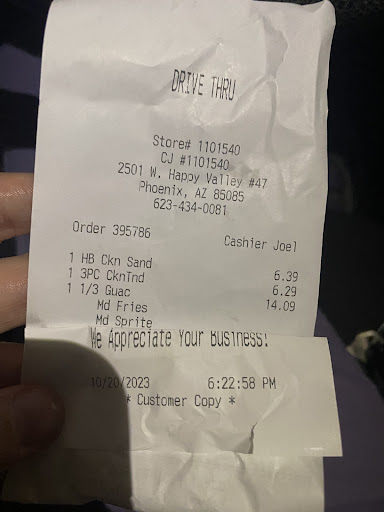 DRIVE THRU
Store# 1101540
CJ #1101540
2501 W. Happy Valley #47
Phoenix, AZ 85085
623-434-0081
Order 395786
Cashier Joel
1 HB Ckn Sand 6.39
1 3PC CknTnd 6.29
1 1/3 Guac 14.09
Md Fries
Md Sprite
We Appreciate Your Business!
10/20/2023 6:22:58 PM
* Customer Copy *